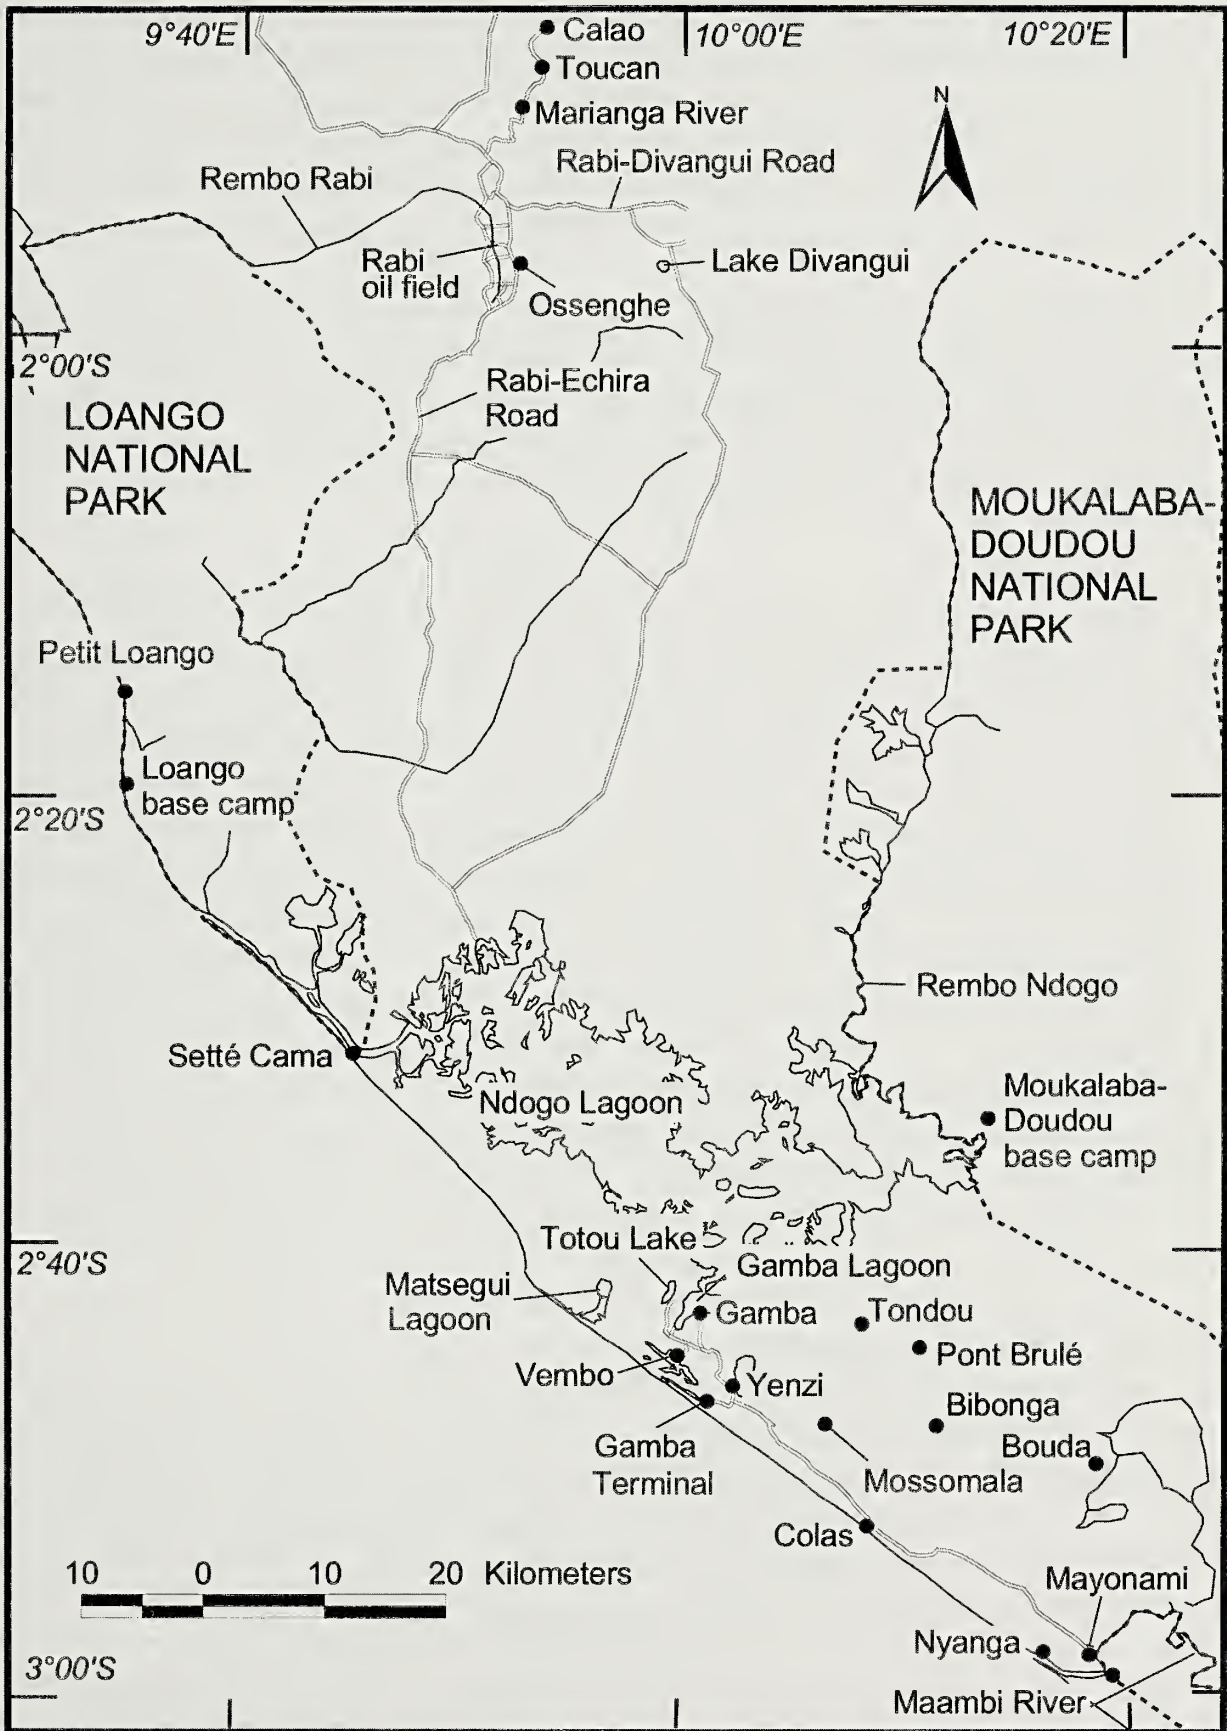 9°40'E
10°00'E
10°20'E
Calao
Toucan
Marianga River
N
Rabi-Divangui Road
Rembo Rabi
Rabi
oil field
Lake Divangui
Ossenghe
2°00'S
Rabi-Echira
Road
LOANGO
NATIONAL
PARK
MOUKALABA-
DOUDOU
NATIONAL
PARK
Petit Loango
Loango
base camp
2°20'S
Rembo Ndogo
Setté Cama
Ndogo Lagoon
Moukalaba-
Doudou
base camp
Totou Lake
2°40'S
Gamba Lagoon
Matsegui
Lagoon
Gamba
Tondou
Pont Brulé
Vembo
Yenzi
Bibonga
Bouda
Gamba
Terminal
Mossomala
Colas
10 0 10 20 Kilometers
Mayonami
Nyanga
3°00'S
Maambi River